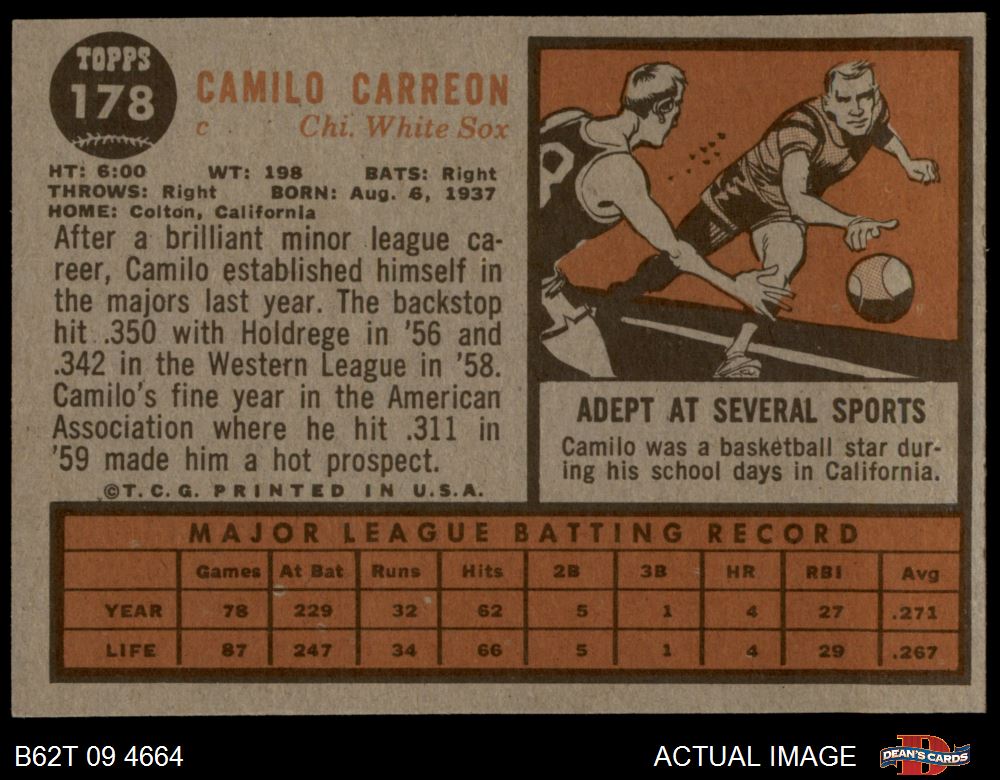 TOPPS
178
CAMILO CARREON
c Chi. White Sox
HT: 6:00 WT: 198 BATS: Right
THROWS: Right BORN: Aug. 6, 1937
HOME: Colton, California
After a brilliant minor league ca-
reer, Camilo established himself in
the majors last year. The backstop
hit .350 with Holdrege in '56 and
.342 in the Western League in '58.
Camilo's fine year in the American
Association where he hit .311 in
'59 made him a hot prospect.
©T.C.G. PRINTED IN U.S.A.
ADEPT AT SEVERAL SPORTS
Camilo was a basketball star dur-
ing his school days in California.
MAJOR LEAGUE BATTING RECORD
Games At Bat Runs Hits 2B 3B HR RBI Avg
YEAR 78 229 32 62 5 1 4 27 .271
LIFE 87 247 34 66 5 1 4 29 .267
B62T 09 4664 ACTUAL IMAGE DEAN'S CARDS